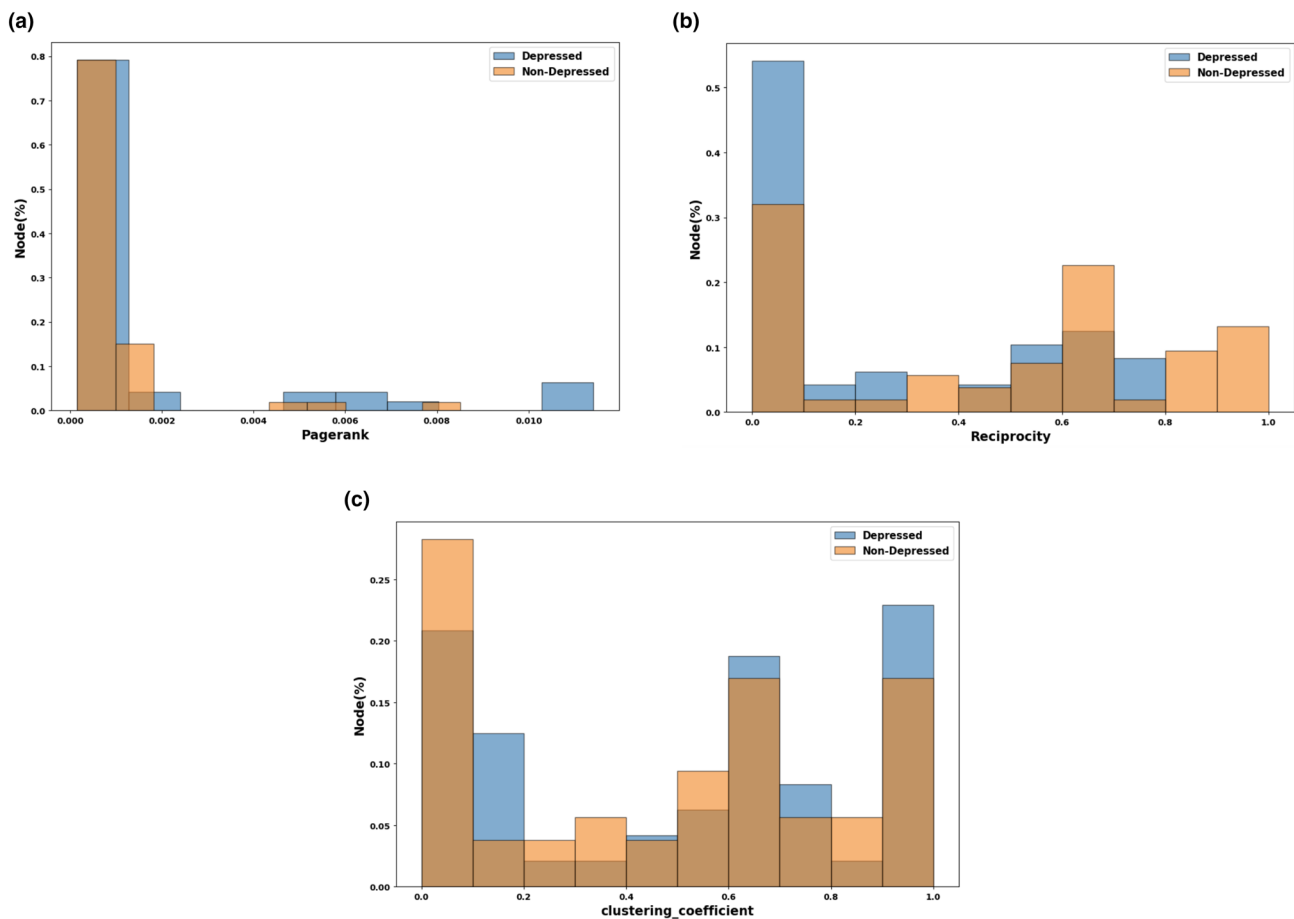 (a)
Depressed
Non-Depressed
0.8
0.7
0.6
0.5
0.4
0.3
0.2
0.1
0.0
Node(%)
0.000
0.002
0.004
0.006
0.008
0.010
Pagerank
(b)
Depressed
Non-Depressed
0.5
0.4
0.3
0.2
0.1
0.0
Node(%)
0.0
0.2
0.4
0.6
0.8
1.0
Reciprocity
(c)
Depressed
Non-Depressed
0.25
0.20
0.15
0.10
0.05
0.00
Node(%)
0.0
0.2
0.4
0.6
0.8
1.0
clustering_coefficient